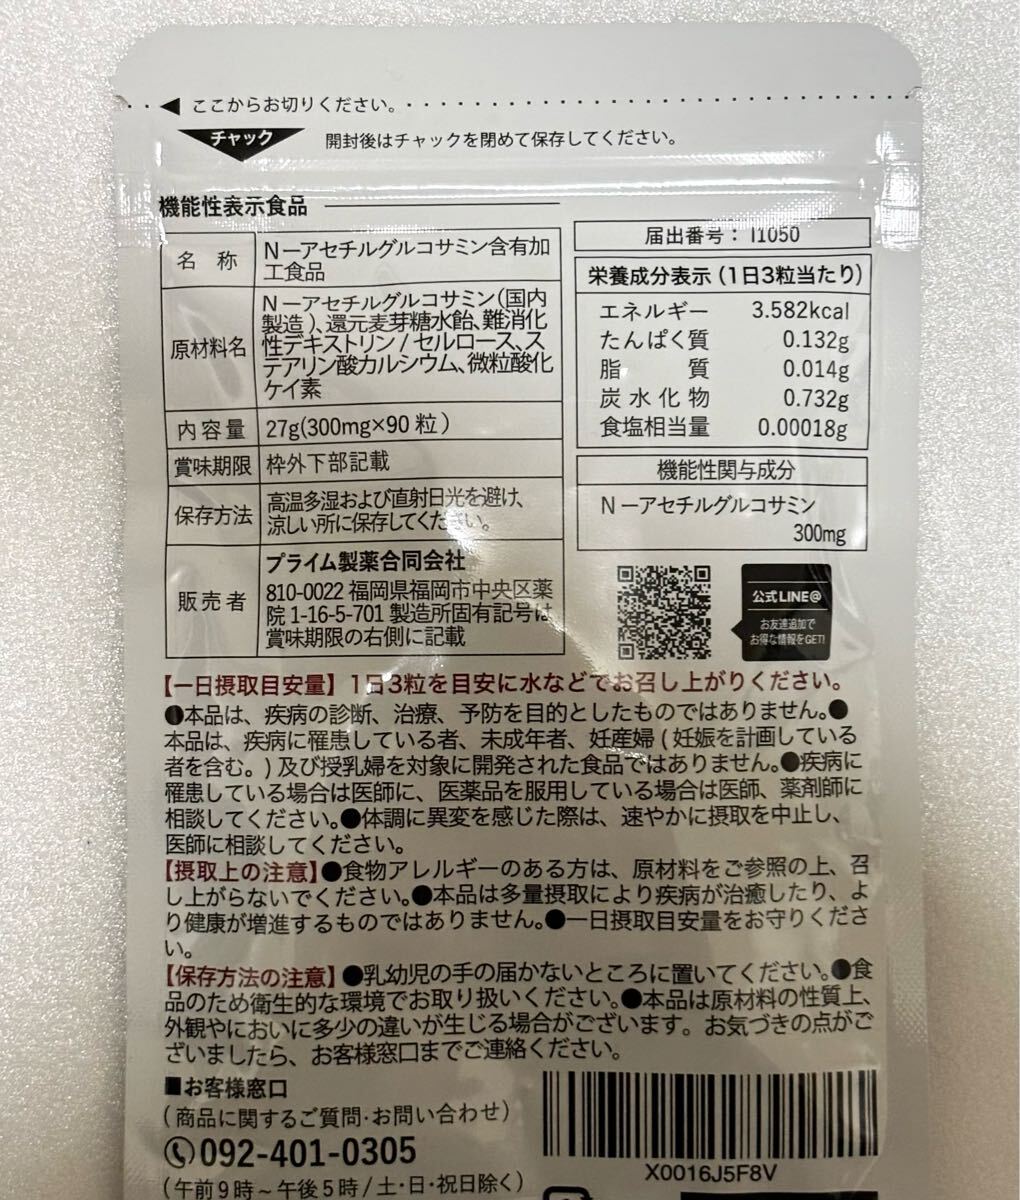 ここからお切りください。
チャック
開封後はチャックを閉めて保存してください。
機能性表示食品
名 称
N－アセチルグルコサミン含有加
工食品
原材料名
N－アセチルグルコサミン(国内
製造)、還元麦芽糖水飴、難消化
性デキストリン/セルロース、ス
テアリン酸カルシウム、微粒酸化
ケイ素
内容量
27g(300mg×90粒)
賞味期限
枠外下部記載
保存方法
高温多湿および直射日光を避け、
涼しい所に保存してください。
販売者
プライム製薬合同会社
810-0022 福岡県福岡市中央区薬
院1-16-5-701 製造所固有記号は
賞味期限の右側に記載
届出番号：I1050
栄養成分表示(1日3粒当たり)
エネルギー 3.582kcal
たんぱく質 0.132g
脂 質 0.014g
炭水化物 0.732g
食塩相当量 0.00018g
機能性関与成分
N－アセチルグルコサミン
300mg
公式LINE@
お友達追加で
お得な情報をGET!
【一日摂取目安量】1日3粒を目安に水などでお召し上がりください。
●本品は、疾病の診断、治療、予防を目的としたものではありません。●
本品は、疾病に罹患している者、未成年者、妊産婦(妊娠を計画している
者を含む。)及び授乳婦を対象に開発された食品ではありません。●疾病に
罹患している場合は医師に、医薬品を服用している場合は医師、薬剤師に
相談してください。●体調に異変を感じた際は、速やかに摂取を中止し、
医師に相談してください。
【摂取上の注意】●食物アレルギーのある方は、原材料をご参照の上、召
し上がらないでください。●本品は多量摂取により疾病が治癒したり、よ
り健康が増進するものではありません。●一日摂取目安量をお守りくださ
い。
【保存方法の注意】●乳幼児の手の届かないところに置いてください。●食
品のため衛生的な環境でお取り扱いください。●本品は原材料の性質上、
外観やにおいに多少の違いが生じる場合がございます。お気づきの点がご
ざいましたら、お客様窓口までご連絡ください。
■お客様窓口
(商品に関するご質問・お問い合わせ)
092-401-0305
(午前9時～午後5時/土・日・祝日除く)
X0016J5F8V